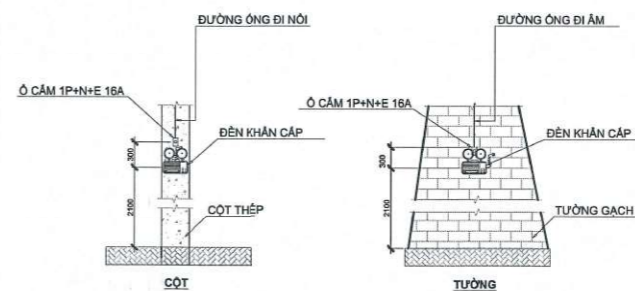 ĐƯỜNG ỐNG ĐI NỔI
Ổ CẮM 1P+N+E 16A
ĐÈN KHẨN CẤP
300
2100
CỘT THÉP
CỘT
ĐƯỜNG ỐNG ĐI ÂM
Ổ CẮM 1P+N+E 16A
ĐÈN KHẨN CẤP
300
2100
TƯỜNG GẠCH
TƯỜNG